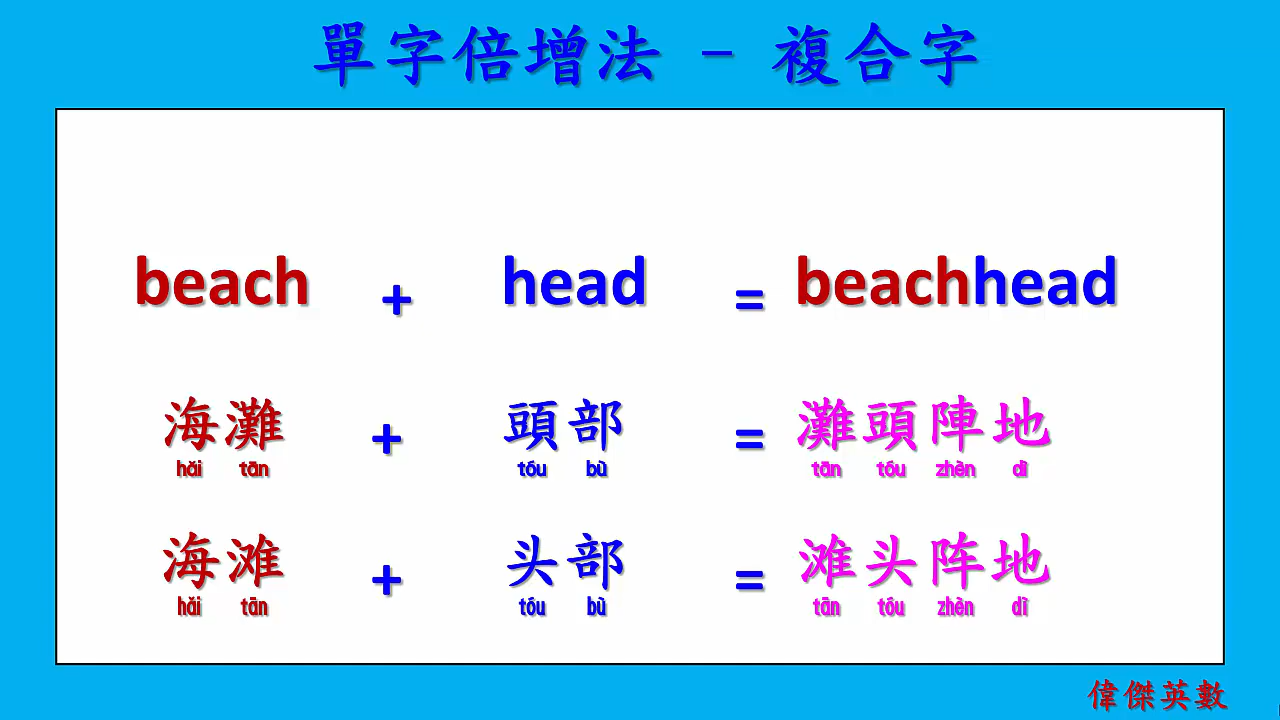 單字倍增法 - 複合字
beach + head = beachhead
海灘 + 頭部 = 灘頭陣地
hǎi tān tóu bù tān tóu zhèn dì
海滩 + 头部 = 滩头阵地
hǎi tān tóu bù tān tóu zhèn dì
偉傑英數